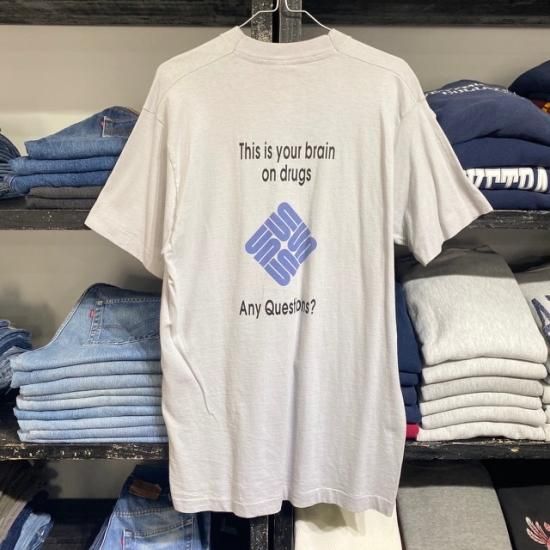 This is your brain
on drugs
Any Questions?